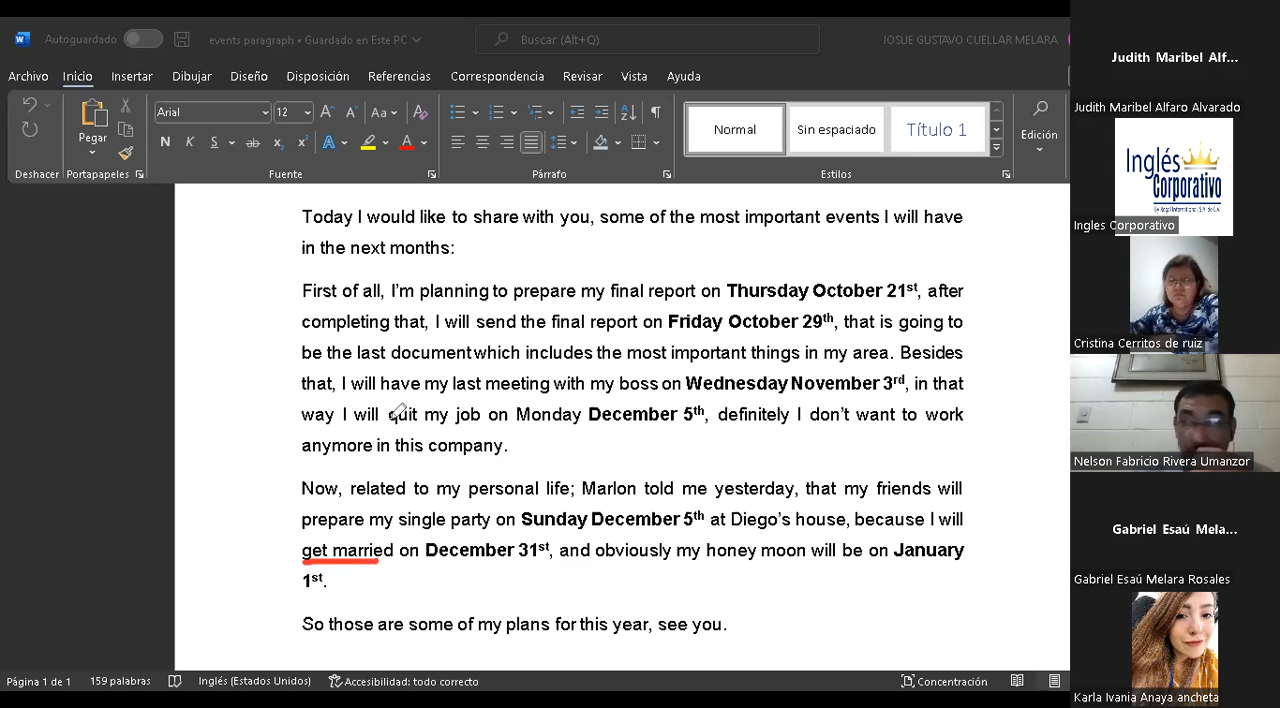 Autoguardado
events paragraph • Guardado en Este PC
Buscar (Alt+Q)
JOSUE GUSTAVO CUELLAR MELARA
Archivo Inicio Insertar Dibujar Diseño Disposición Referencias Correspondencia Revisar Vista Ayuda
Arial 12
Pegar
Normal
Sin espaciado
Título 1
Edición
Deshacer Portapapeles Fuente Párrafo Estilos
Today I would like to share with you, some of the most important events I will have
in the next months:
First of all, I'm planning to prepare my final report on Thursday October 21st, after
completing that, I will send the final report on Friday October 29th, that is going to
be the last document which includes the most important things in my area. Besides
that, I will have my last meeting with my boss on Wednesday November 3rd, in that
way I will quit my job on Monday December 5th, definitely I don't want to work
anymore in this company.
Now, related to my personal life; Marlon told me yesterday, that my friends will
prepare my single party on Sunday December 5th at Diego's house, because I will
get married on December 31st, and obviously my honey moon will be on January
1st.
So those are some of my plans for this year, see you.
Página 1 de 1 159 palabras Inglés (Estados Unidos) Accesibilidad: todo correcto Concentración
Judith Maribel Alf...
Judith Maribel Alfaro Alvarado
Inglés
Corporativo
Ingles Corporativo
Cristina Cerritos de ruiz
Nelson Fabricio Rivera Umanzor
Gabriel Esaú Mela...
Gabriel Esaú Melara Rosales
Karla Ivania Anaya ancheta